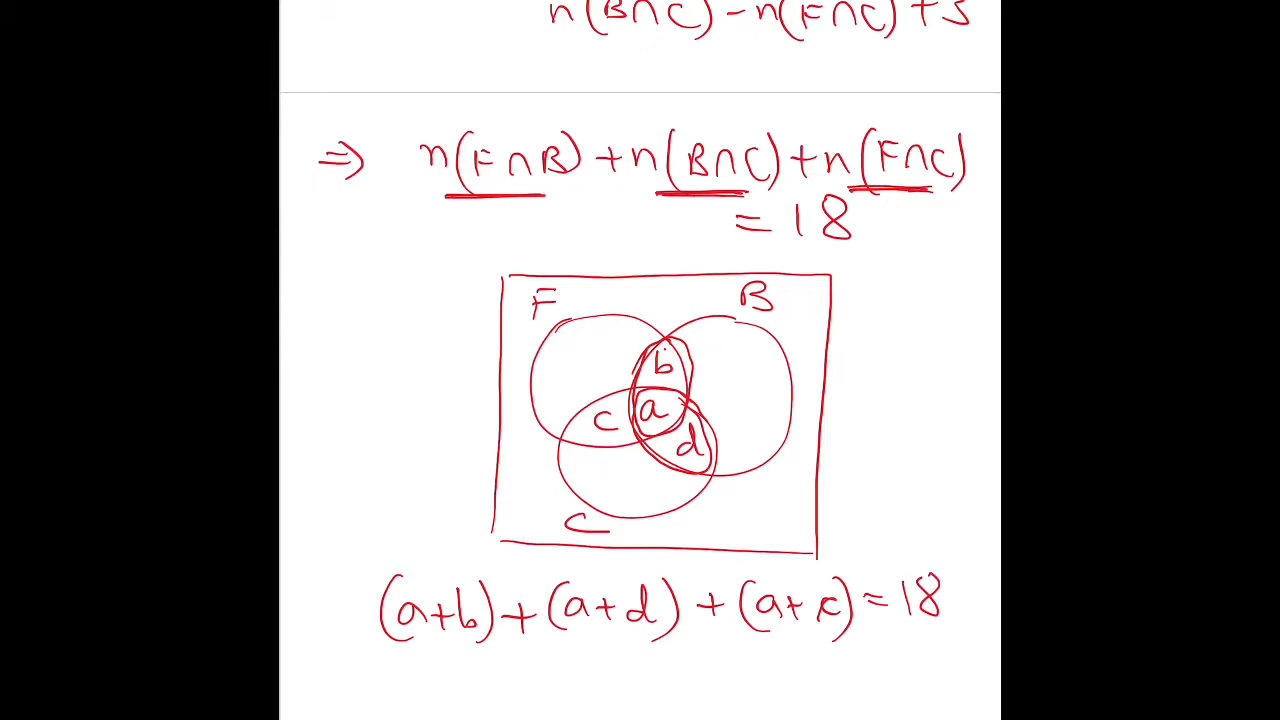 n(B∩C) - n(F∩C) + 3
⇒ n(F∩B) + n(B∩C) + n(F∩C)
= 18
F B
b
a
c
d
C
(a+b) + (a+d) + (a+c) = 18